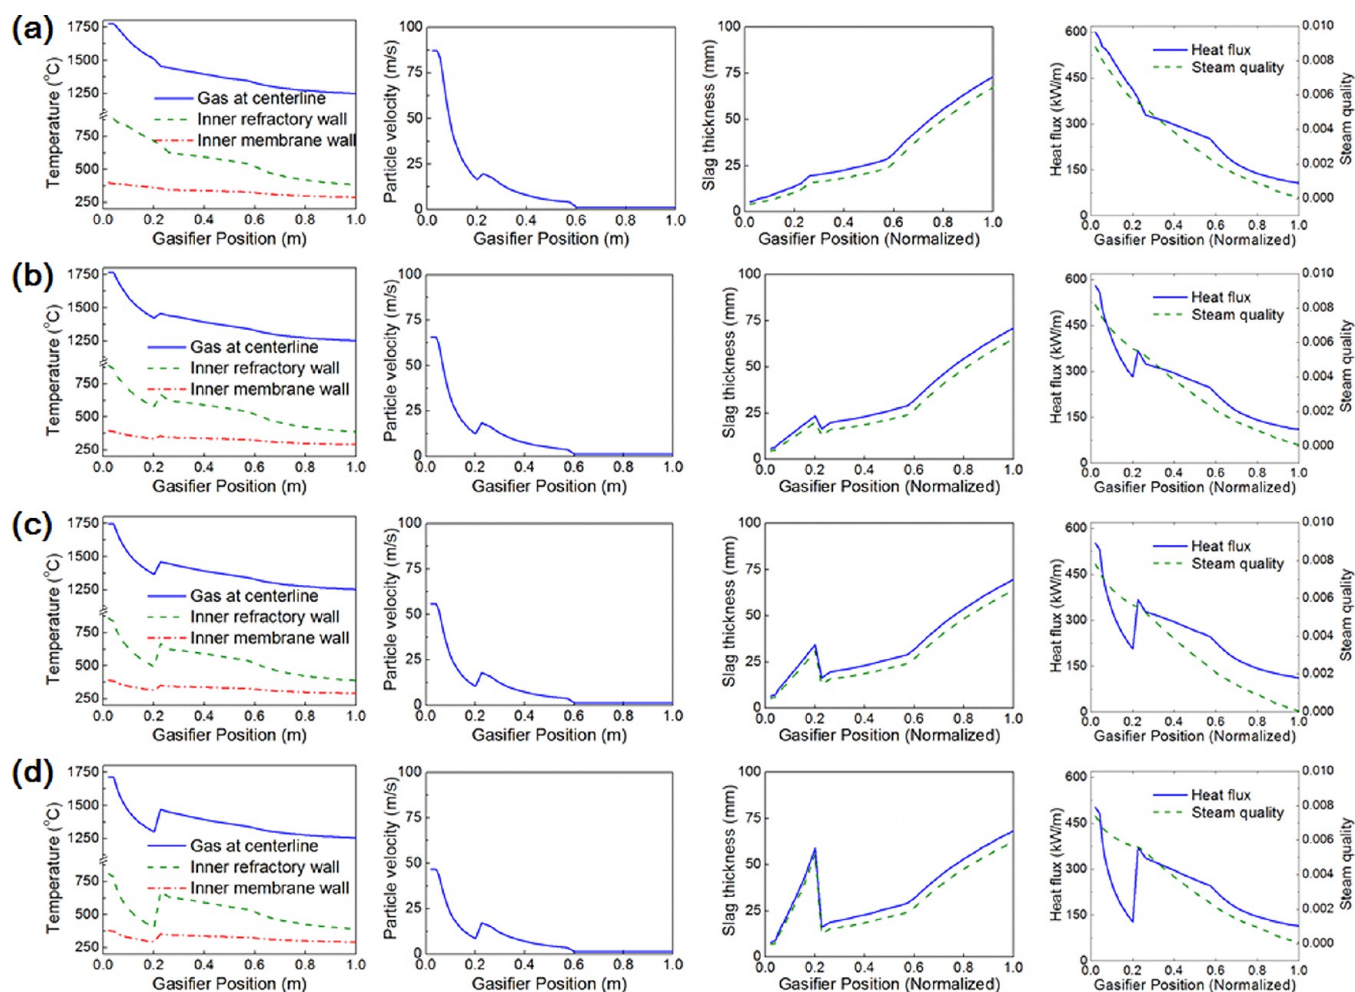 (a)
Temperature (°C)
1750
1500
1250
750
500
250
0.0 0.2 0.4 0.6 0.8 1.0
Gasifier Position (m)
Gas at centerline
Inner refractory wall
Inner membrane wall
Particle velocity (m/s)
100
75
50
25
0
0.0 0.2 0.4 0.6 0.8 1.0
Gasifier Position (m)
Slag thickness (mm)
100
75
50
25
0
0.0 0.2 0.4 0.6 0.8 1.0
Gasifier Position (Normalized)
Heat flux (kW/m)
600
450
300
150
0
0.0 0.2 0.4 0.6 0.8 1.0
Gasifier Position (Normalized)
Heat flux
Steam quality
0.010
0.008
0.006
0.004
0.002
0.000
Steam quality
(b)
Temperature (°C)
1750
1500
1250
750
500
250
0.0 0.2 0.4 0.6 0.8 1.0
Gasifier Position (m)
Gas at centerline
Inner refractory wall
Inner membrane wall
Particle velocity (m/s)
100
75
50
25
0
0.0 0.2 0.4 0.6 0.8 1.0
Gasifier Position (m)
Slag thickness (mm)
100
75
50
25
0
0.0 0.2 0.4 0.6 0.8 1.0
Gasifier Position (Normalized)
Heat flux (kW/m)
600
450
300
150
0
0.0 0.2 0.4 0.6 0.8 1.0
Gasifier Position (Normalized)
Heat flux
Steam quality
0.010
0.008
0.006
0.004
0.002
0.000
Steam quality
(c)
Temperature (°C)
1750
1500
1250
750
500
250
0.0 0.2 0.4 0.6 0.8 1.0
Gasifier Position (m)
Gas at centerline
Inner refractory wall
Inner membrane wall
Particle velocity (m/s)
100
75
50
25
0
0.0 0.2 0.4 0.6 0.8 1.0
Gasifier Position (m)
Slag thickness (mm)
100
75
50
25
0
0.0 0.2 0.4 0.6 0.8 1.0
Gasifier Position (Normalized)
Heat flux (kW/m)
600
450
300
150
0
0.0 0.2 0.4 0.6 0.8 1.0
Gasifier Position (Normalized)
Heat flux
Steam quality
0.010
0.008
0.006
0.004
0.002
0.000
Steam quality
(d)
Temperature (°C)
1750
1500
1250
750
500
250
0.0 0.2 0.4 0.6 0.8 1.0
Gasifier Position (m)
Gas at centerline
Inner refractory wall
Inner membrane wall
Particle velocity (m/s)
100
75
50
25
0
0.0 0.2 0.4 0.6 0.8 1.0
Gasifier Position (m)
Slag thickness (mm)
100
75
50
25
0
0.0 0.2 0.4 0.6 0.8 1.0
Gasifier Position (Normalized)
Heat flux (kW/m)
600
450
300
150
0
0.0 0.2 0.4 0.6 0.8 1.0
Gasifier Position (Normalized)
Heat flux
Steam quality
0.010
0.008
0.006
0.004
0.002
0.000
Steam quality